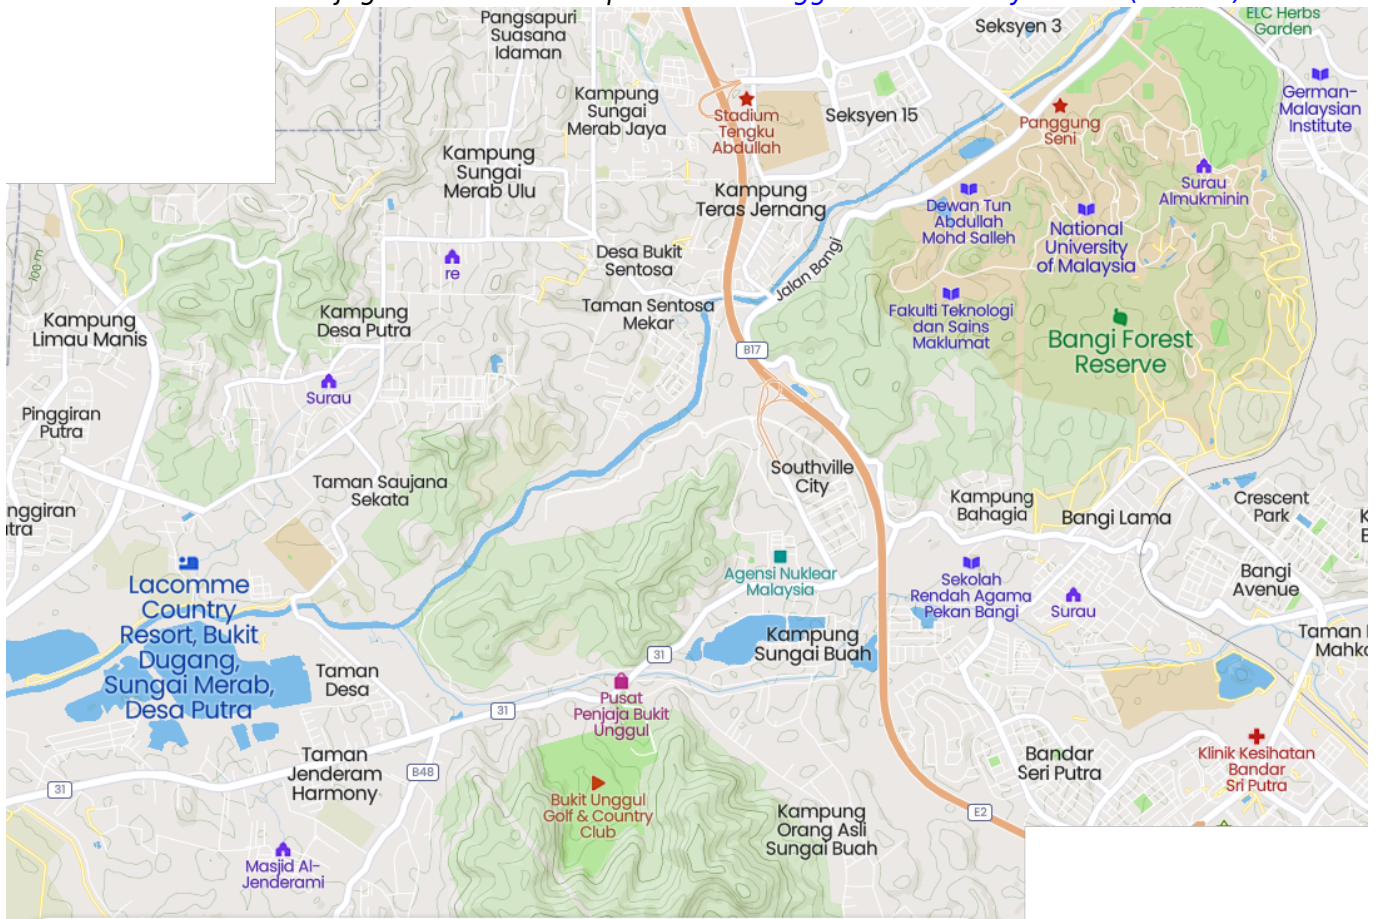 Pangsapuri
Suasana
Idaman
Seksyen 3
ELC Herbs
Garden
German-
Malaysian
Institute
Kampung
Sungai
Merab Jaya
Stadium
Tengku
Abdullah
Seksyen 15
Panggung
Seni
Kampung
Sungai
Merab Ulu
Kampung
Teras Jernang
Dewan Tun
Abdullah
Mohd Salleh
National
University
of Malaysia
Surau
Almukminin
100 m
re
Desa Bukit
Sentosa
Jalan Bangi
Kampung
Limau Manis
Kampung
Desa Putra
Taman Sentosa
Mekar
Fakulti Teknologi
dan Sains
Maklumat
Bangi Forest
Reserve
B17
Surau
Pinggiran
Putra
Taman Saujana
Sekata
Southville
City
Kampung
Bahagia
Bangi Lama
Crescent
Park
nggiran
tra
K
B
Lacomme
Country
Resort, Bukit
Dugang,
Sungai Merab,
Desa Putra
Agensi Nuklear
Malaysia
Sekolah
Rendah Agama
Pekan Bangi
Surau
Bangi
Avenue
Kampung
Sungai Buah
Taman
Mahko
31
Taman
Desa
Pusat
Penjaja Bukit
Unggul
31
Taman
Jenderam
Harmony
B48
31
Bandar
Seri Putra
Klinik Kesihatan
Bandar
Sri Putra
Bukit Unggul
Golf & Country
Club
Kampung
Orang Asli
Sungai Buah
E2
Masjid Al-
Jenderami